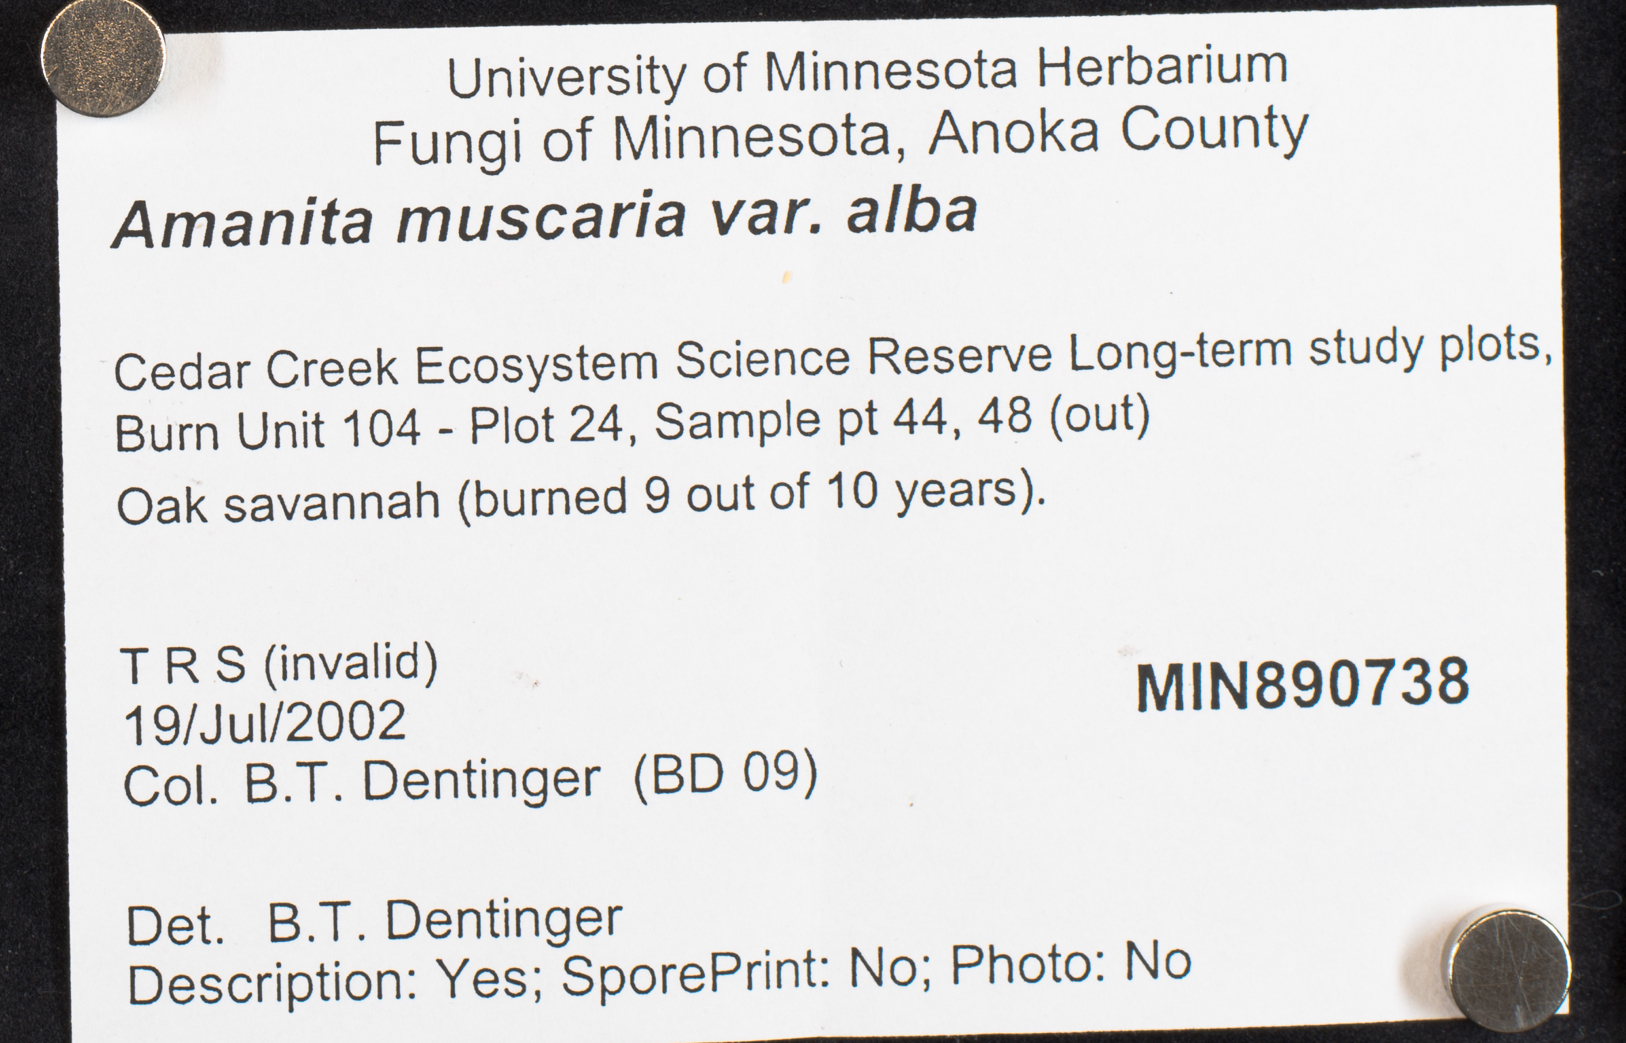 University of Minnesota Herbarium
Fungi of Minnesota, Anoka County
Amanita muscaria var. alba
Cedar Creek Ecosystem Science Reserve Long-term study plots,
Burn Unit 104 - Plot 24, Sample pt 44, 48 (out)
Oak savannah (burned 9 out of 10 years).
T R S (invalid)
MIN890738
19/Jul/2002
Col. B.T. Dentinger (BD 09)
Det. B.T. Dentinger
Description: Yes; SporePrint: No; Photo: No